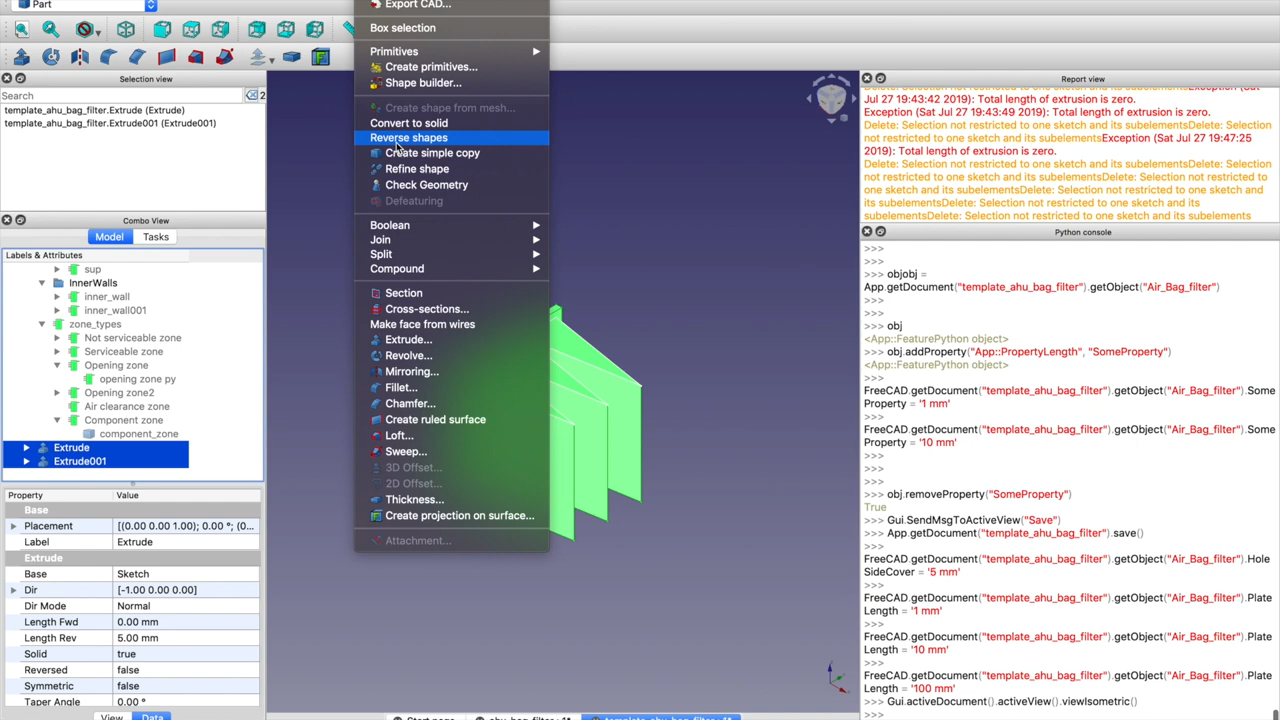 Part
Export CAD...
Box selection
Primitives
Create primitives...
Shape builder...
Create shape from mesh...
Convert to solid
Reverse shapes
Create simple copy
Refine shape
Check Geometry
Defeaturing
Boolean
Join
Split
Compound
Section
Cross-sections...
Make face from wires
Extrude...
Revolve...
Mirroring...
Fillet...
Chamfer...
Create ruled surface
Loft...
Sweep...
3D Offset...
2D Offset...
Thickness...
Create projection on surface...
Attachment...
Selection view
Search
2
template_ahu_bag_filter.Extrude (Extrude)
template_ahu_bag_filter.Extrude001 (Extrude001)
Combo View
Model Tasks
Labels & Attributes
sup
InnerWalls
inner_wall
inner_wall001
zone_types
Not serviceable zone
Serviceable zone
Opening zone
opening zone py
Opening zone2
Air clearance zone
Component zone
component_zone
Extrude
Extrude001
Property Value
Base
Placement [(0.00 0.00 1.00); 0.00 °; (0...
Label Extrude
Extrude
Base Sketch
Dir [-1.00 0.00 0.00]
Dir Mode Normal
Length Fwd 0.00 mm
Length Rev 5.00 mm
Solid true
Reversed false
Symmetric false
Taper Angle 0.00 °
View Data
Report view
Jul 27 19:43:42 2019): Total length of extrusion is zero.
Exception (Sat Jul 27 19:43:49 2019): Total length of extrusion is zero.
Delete: Selection not restricted to one sketch and its subelementsDelete: Selection not restricted to one sketch and its subelementsException (Sat Jul 27 19:47:25
2019): Total length of extrusion is zero.
Delete: Selection not restricted to one sketch and its
subelementsDelete: Selection not restricted to one sketch and
its subelementsDelete: Selection not restricted to one sketch
and its subelementsDelete: Selection not restricted to one
sketch and its subelements
Python console
>>>
>>>
>>> objobj =
App.getDocument("template_ahu_bag_filter").getObject("Air_Bag_filter")
>>>
>>>
>>> obj
<App::FeaturePython object>
>>> obj.addProperty("App::PropertyLength", "SomeProperty")
<App::FeaturePython object>
>>>
FreeCAD.getDocument("template_ahu_bag_filter").getObject("Air_Bag_filter").Some
Property = '1 mm'
>>>
FreeCAD.getDocument("template_ahu_bag_filter").getObject("Air_Bag_filter").Some
Property = '10 mm'
>>>
>>>
>>>
>>> obj.removeProperty("SomeProperty")
True
>>> Gui.SendMsgToActiveView("Save")
>>> App.getDocument("template_ahu_bag_filter").save()
>>>
FreeCAD.getDocument("template_ahu_bag_filter").getObject("Air_Bag_filter").Hole
SideCover = '5 mm'
>>>
FreeCAD.getDocument("template_ahu_bag_filter").getObject("Air_Bag_filter").Plate
Length = '1 mm'
>>>
FreeCAD.getDocument("template_ahu_bag_filter").getObject("Air_Bag_filter").Plate
Length = '10 mm'
>>>
FreeCAD.getDocument("template_ahu_bag_filter").getObject("Air_Bag_filter").Plate
Length = '100 mm'
>>> Gui.activeDocument().activeView().viewIsometric()
>>>